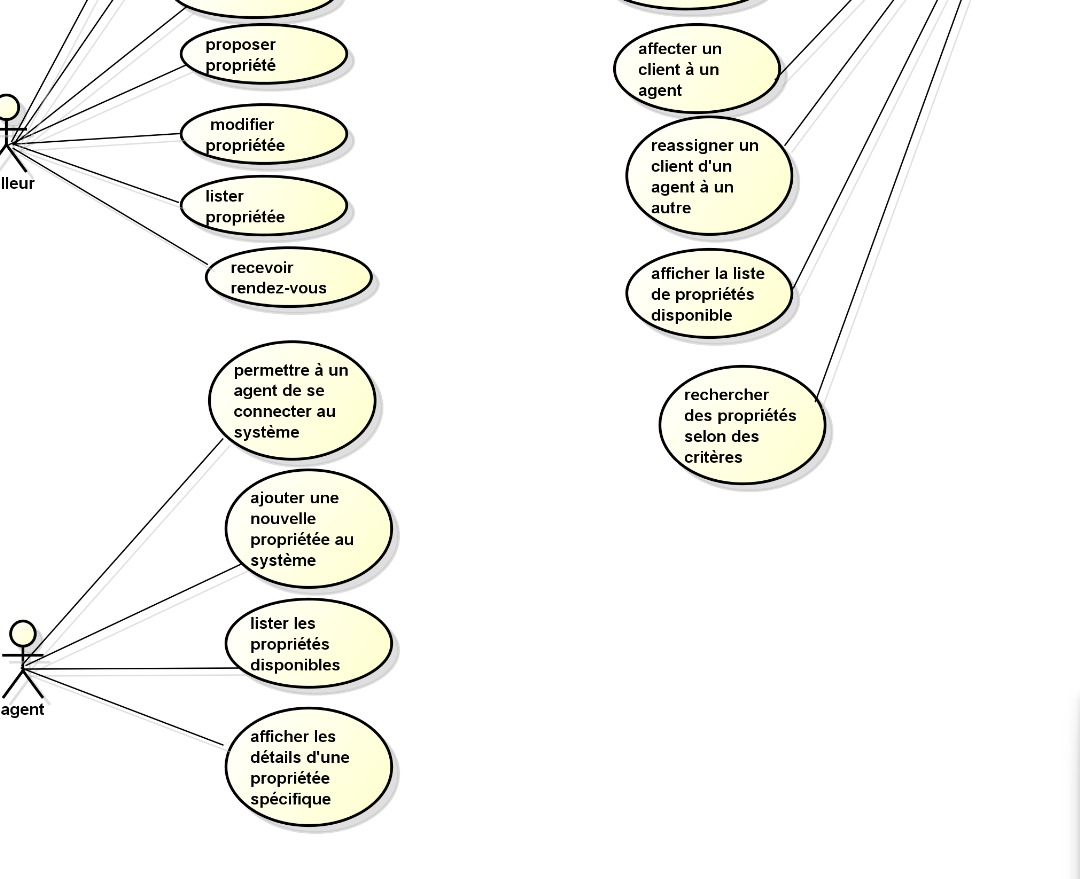 proposer
propriété
modifier
propriétée
lleur
lister
propriétée
recevoir
rendez-vous
permettre à un
agent de se
connecter au
système
ajouter une
nouvelle
propriétée au
système
lister les
propriétés
disponibles
agent
afficher les
détails d'une
propriétée
spécifique
affecter un
client à un
agent
reassigner un
client d'un
agent à un
autre
afficher la liste
de propriétés
disponible
rechercher
des propriétés
selon des
critères